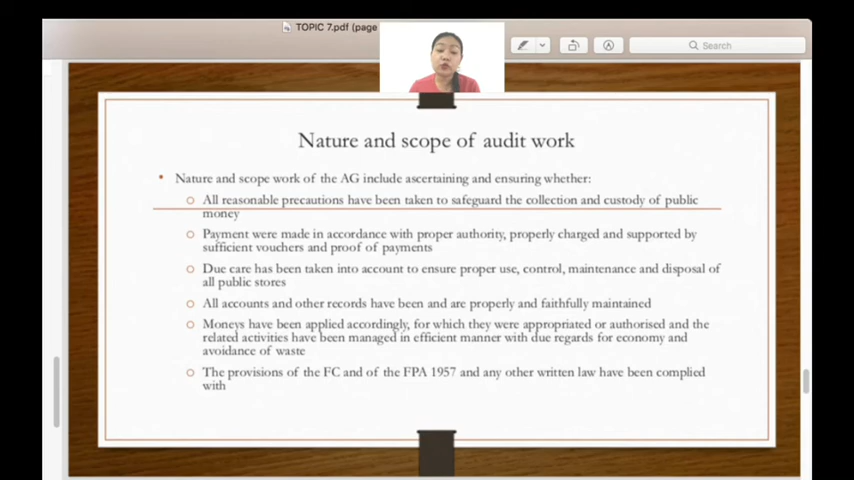 TOPIC 7.pdf (page
Search
Nature and scope of audit work
• Nature and scope work of the AG include ascertaining and ensuring whether:
○ All reasonable precautions have been taken to safeguard the collection and custody of public
money
○ Payment were made in accordance with proper authority, properly charged and supported by
sufficient vouchers and proof of payments
○ Due care has been taken into account to ensure proper use, control, maintenance and disposal of
all public stores
○ All accounts and other records have been and are properly and faithfully maintained
○ Moneys have been applied accordingly, for which they were appropriated or authorised and the
related activities have been managed in efficient manner with due regards for economy and
avoidance of waste
○ The provisions of the FC and of the FPA 1957 and any other written law have been complied
with